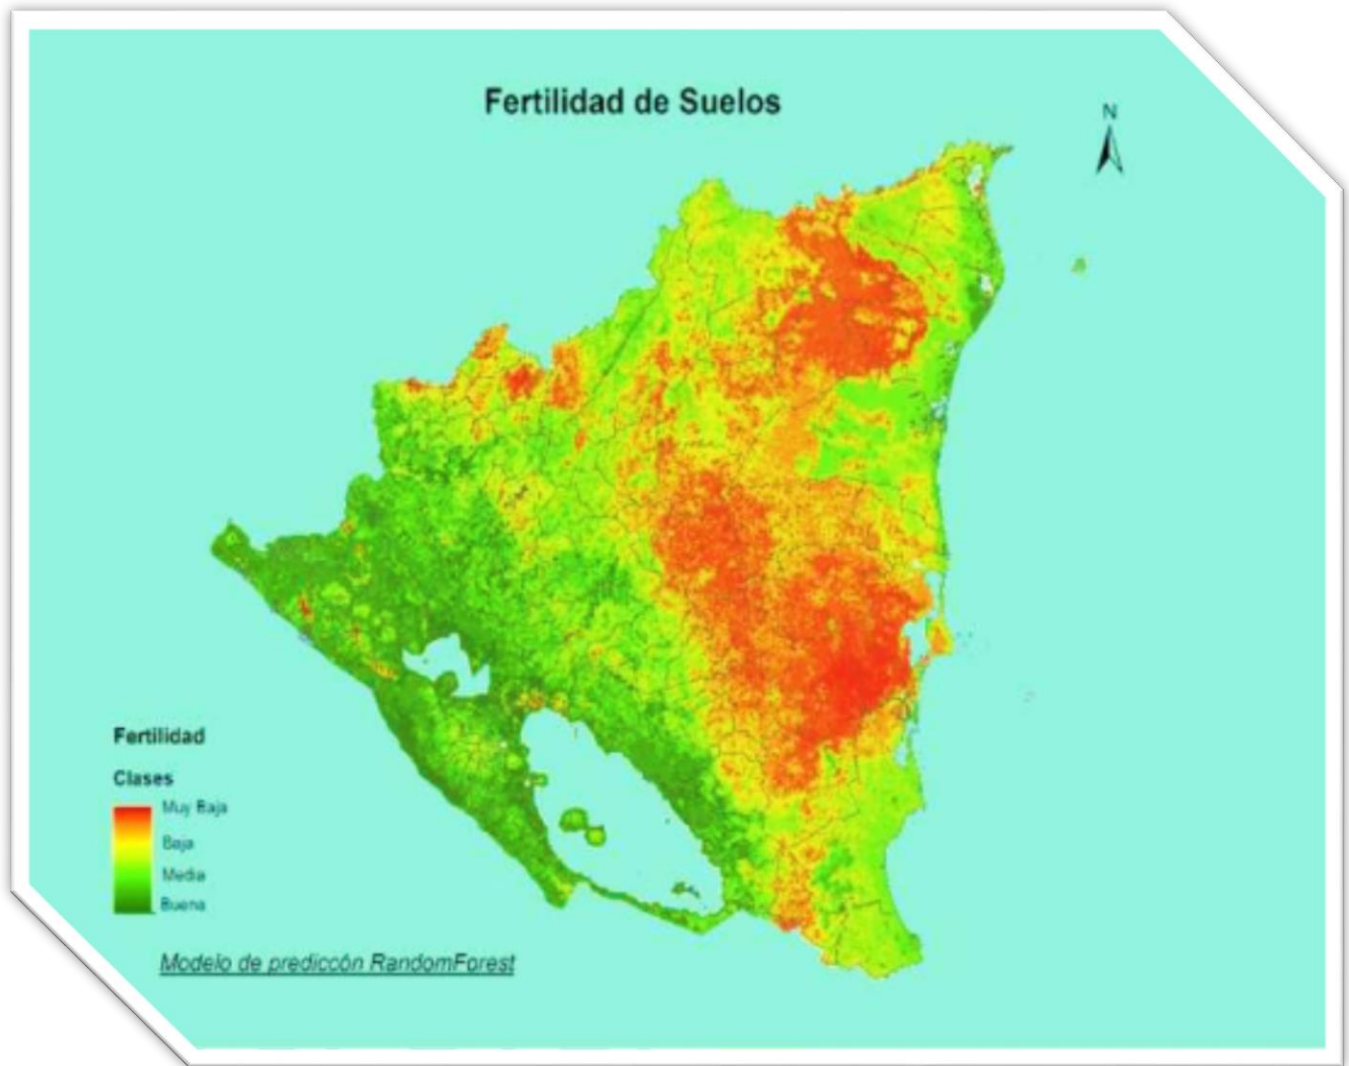 Fertilidad de Suelos
N
Fertilidad
Clases
Muy Baja
Baja
Media
Buena
Modelo de prediccón RandomForest